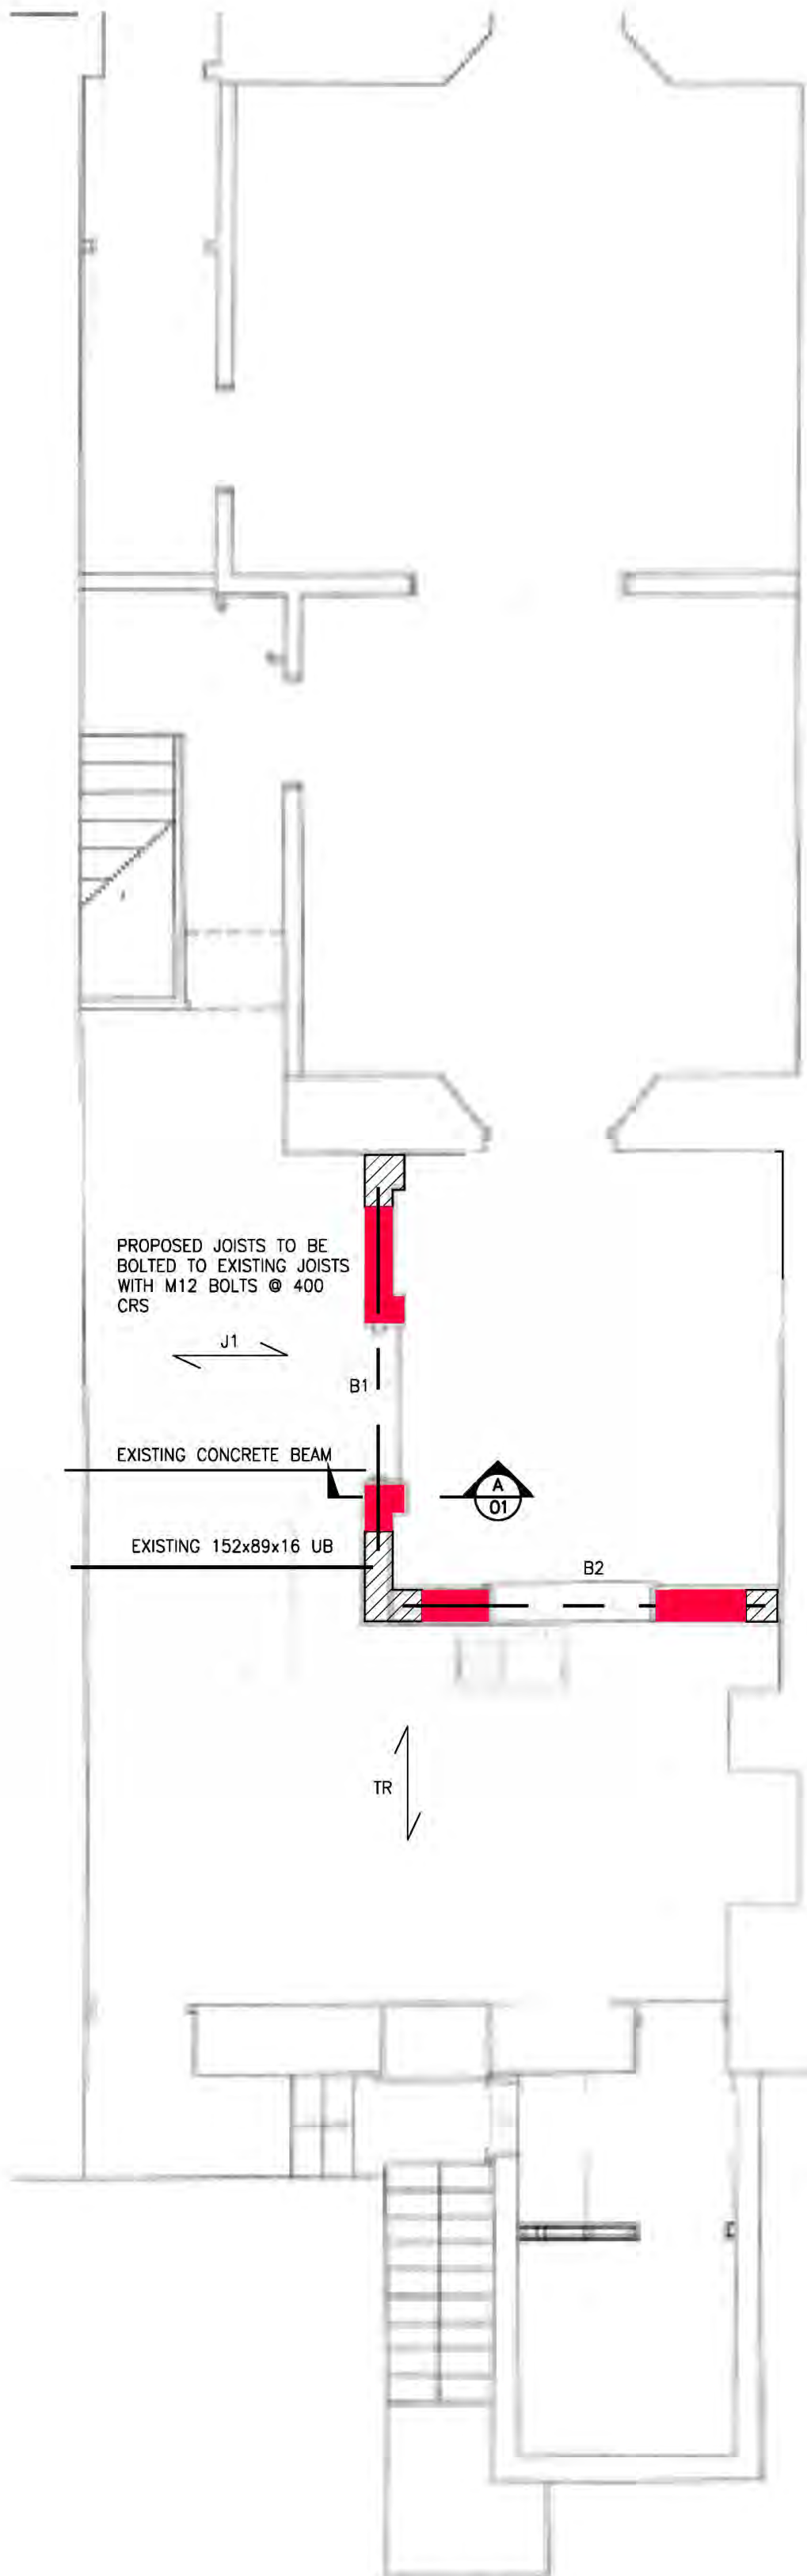 PROPOSED JOISTS TO BE
BOLTED TO EXISTING JOISTS
WITH M12 BOLTS @ 400
CRS
J1
B1
EXISTING CONCRETE BEAM
A
01
EXISTING 152x89x16 UB
B2
TR